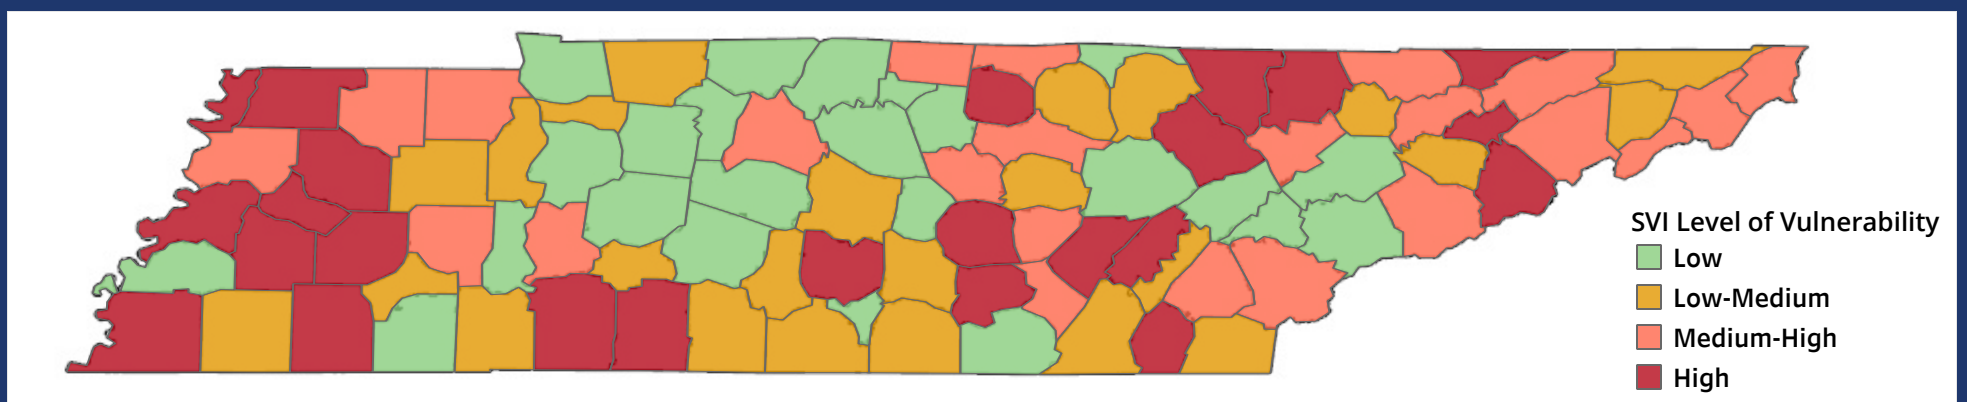 SVI Level of Vulnerability
Low
Low-Medium
Medium-High
High